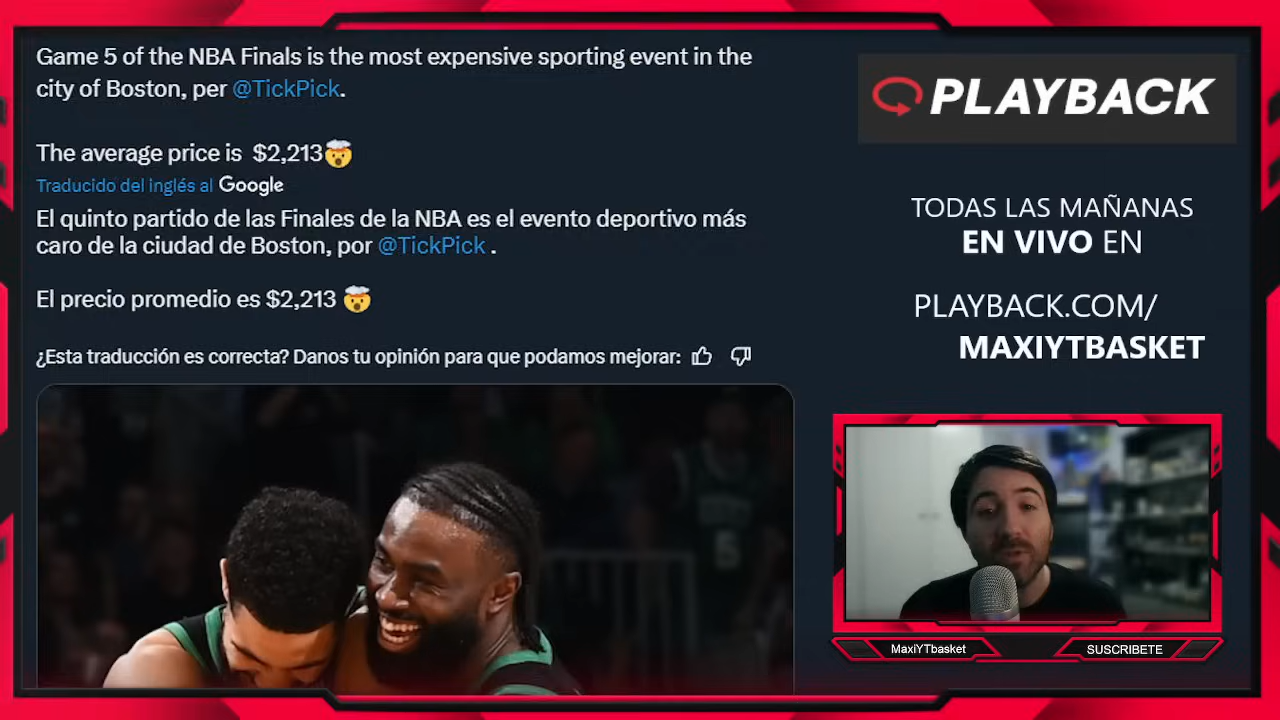 Game 5 of the NBA Finals is the most expensive sporting event in the
city of Boston, per @TickPick.
The average price is $2,213🤯
Traducido del inglés al Google
El quinto partido de las Finales de la NBA es el evento deportivo más
caro de la ciudad de Boston, por @TickPick .
El precio promedio es $2,213 🤯
¿Esta traducción es correcta? Danos tu opinión para que podamos mejorar:
PLAYBACK
TODAS LAS MAÑANAS
EN VIVO EN
PLAYBACK.COM/
MAXIYTBASKET
MaxiYTbasket
SUSCRIBETE